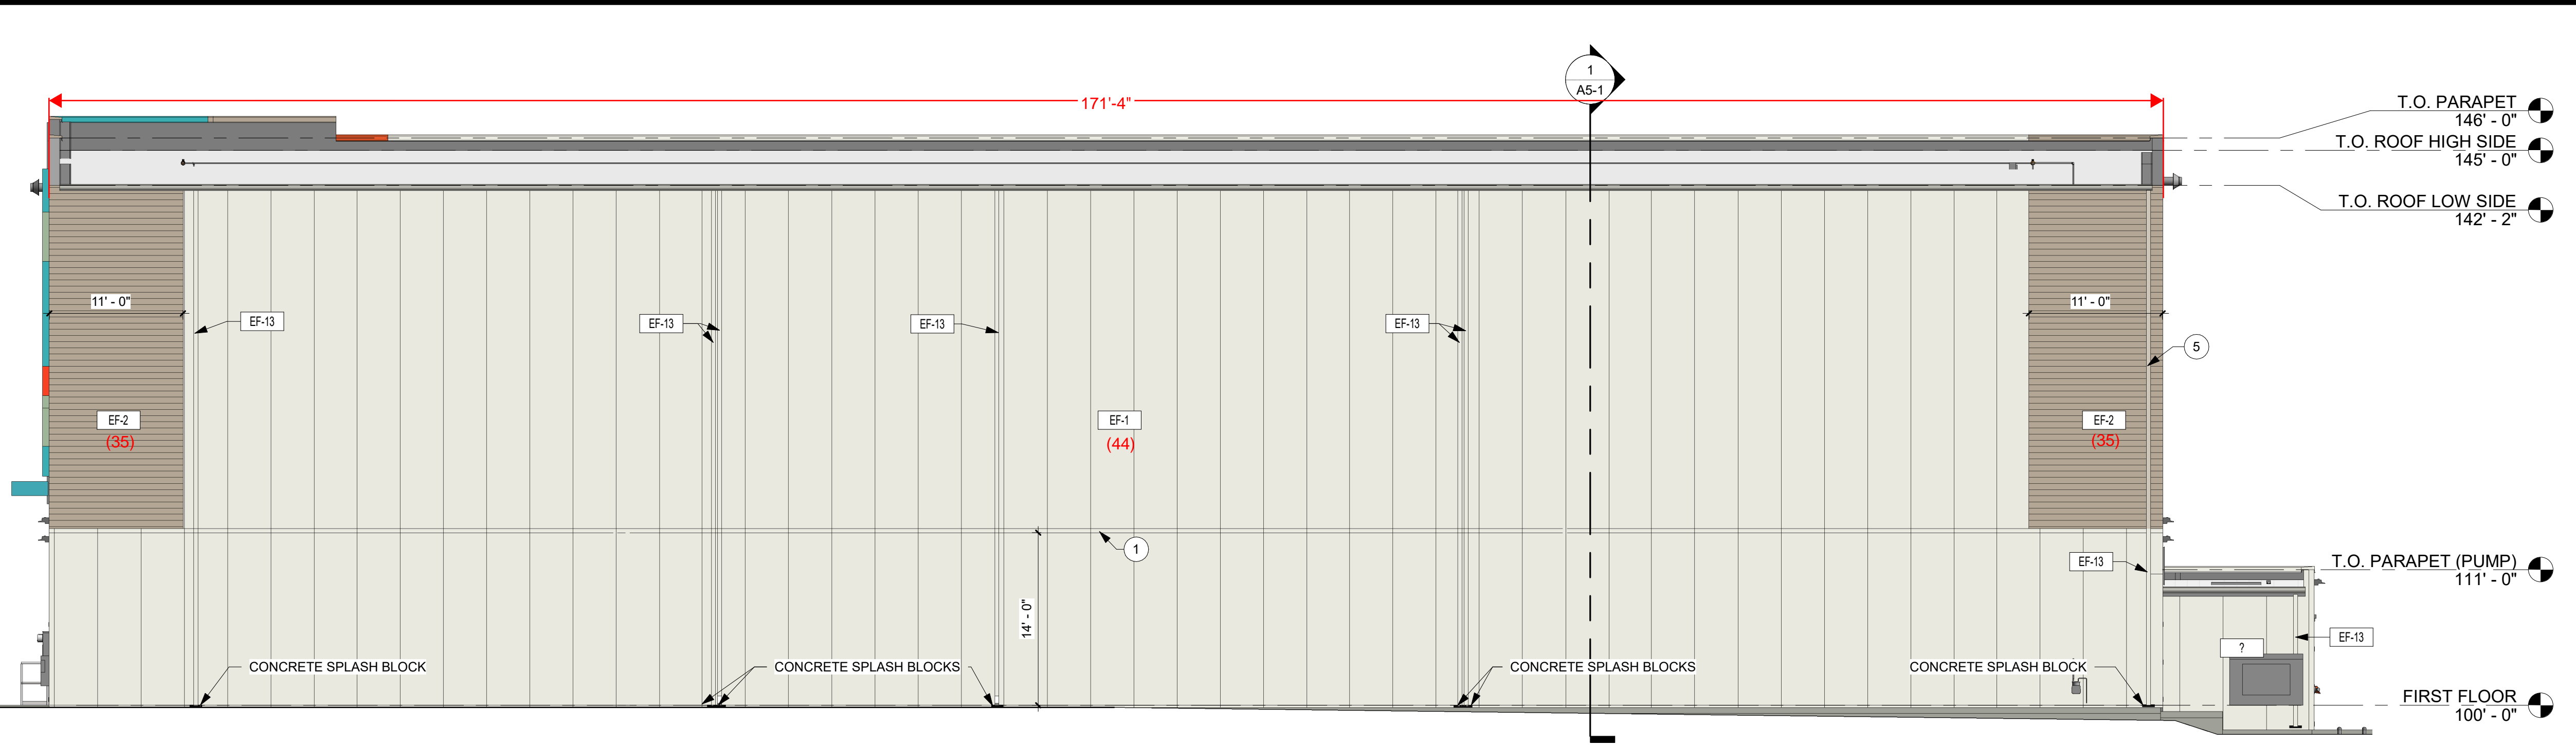 1
A5-1
171'-4"
T.O. PARAPET
146' - 0"
T.O. ROOF HIGH SIDE
145' - 0"
T.O. ROOF LOW SIDE
142' - 2"
11' - 0"
11' - 0"
EF-13
EF-13
EF-13
EF-13
5
EF-2
(35)
EF-1
(44)
EF-2
(35)
1
EF-13
T.O. PARAPET (PUMP)
111' - 0"
14' - 0"
EF-13
?
CONCRETE SPLASH BLOCK
CONCRETE SPLASH BLOCKS
CONCRETE SPLASH BLOCKS
CONCRETE SPLASH BLOCK
FIRST FLOOR
100' - 0"